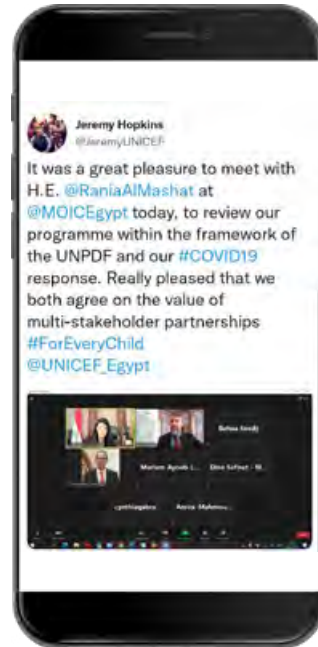 Jeremy Hopkins
@JeremyUNICEF
It was a great pleasure to meet with
H.E. @RaniaAlMashat at
@MOICEgypt today, to review our
programme within the framework of
the UNPDF and our #COVID19
response. Really pleased that we
both agree on the value of
multi-stakeholder partnerships
#ForEveryChild
@UNICEF_Egypt
Mariam Ayoub